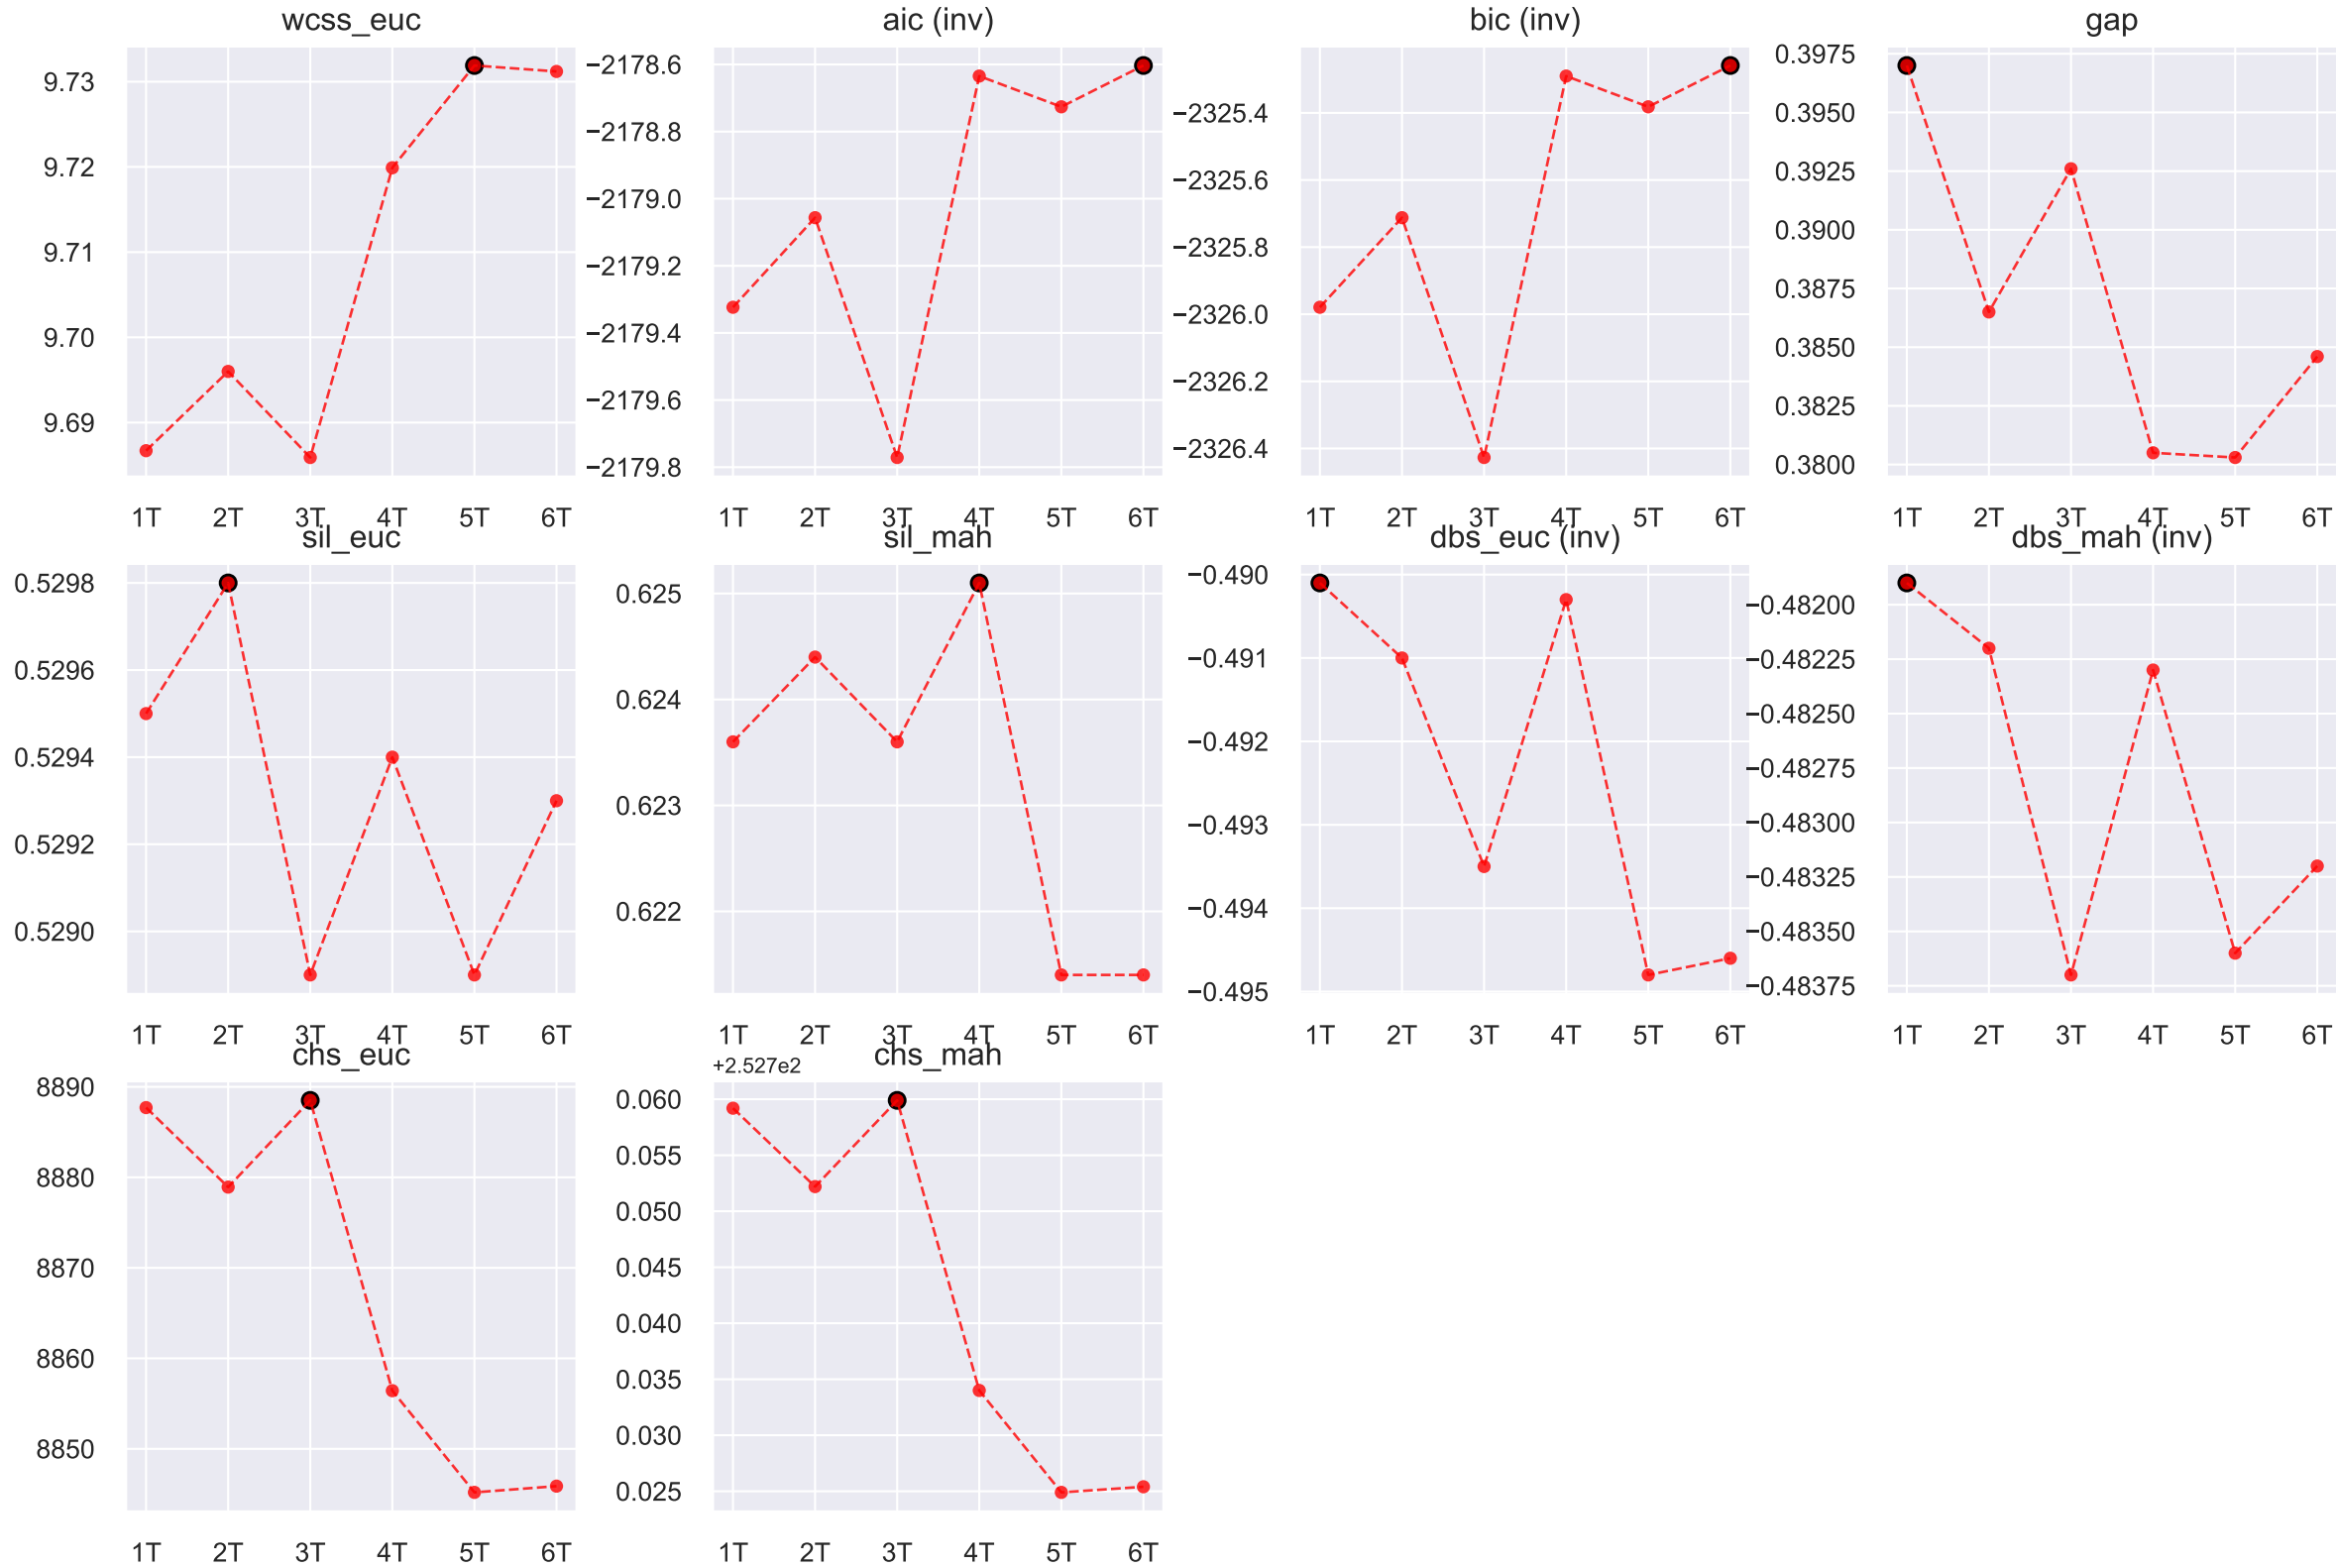 wcss_euc
9.73
9.72
9.71
9.70
9.69
1T 2T 3T 4T 5T 6T
aic (inv)
−2178.6
−2178.8
−2179.0
−2179.2
−2179.4
−2179.6
−2179.8
1T 2T 3T 4T 5T 6T
bic (inv)
−2325.4
−2325.6
−2325.8
−2326.0
−2326.2
−2326.4
1T 2T 3T 4T 5T 6T
gap
0.3975
0.3950
0.3925
0.3900
0.3875
0.3850
0.3825
0.3800
1T 2T 3T 4T 5T 6T
sil_euc
0.5298
0.5296
0.5294
0.5292
0.5290
1T 2T 3T 4T 5T 6T
sil_mah
0.625
0.624
0.623
0.622
1T 2T 3T 4T 5T 6T
dbs_euc (inv)
−0.490
−0.491
−0.492
−0.493
−0.494
−0.495
1T 2T 3T 4T 5T 6T
dbs_mah (inv)
−0.48200
−0.48225
−0.48250
−0.48275
−0.48300
−0.48325
−0.48350
−0.48375
1T 2T 3T 4T 5T 6T
chs_euc
8890
8880
8870
8860
8850
1T 2T 3T 4T 5T 6T
chs_mah
+2.527e2
0.060
0.055
0.050
0.045
0.040
0.035
0.030
0.025
1T 2T 3T 4T 5T 6T